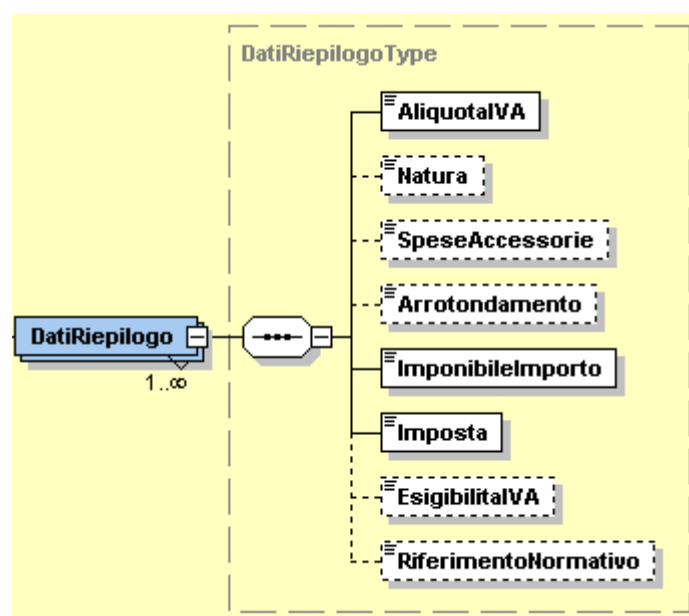 DatiRiepilogoType
AliquotaIVA
Natura
SpeseAccessorie
Arrotondamento
DatiRiepilogo
1..∞
ImponibileImporto
Imposta
EsigibilitaIVA
RiferimentoNormativo